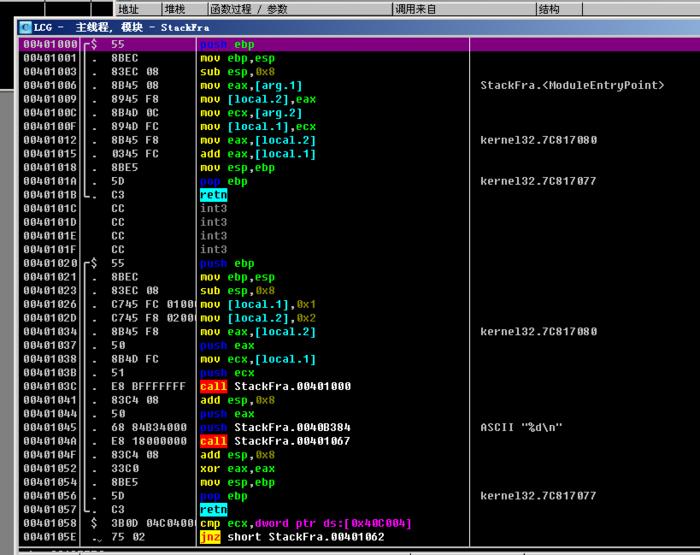 地址 堆栈 函数过程 / 参数 调用来自 结构
LCG - 主线程, 模块 - StackFra
00401000 $ 55 push ebp
00401001 . 8BEC mov ebp,esp
00401003 . 83EC 08 sub esp,0x8
00401006 . 8B45 08 mov eax,[arg.1] StackFra.<ModuleEntryPoint>
00401009 . 8945 F8 mov [local.2],eax
0040100C . 8B4D 0C mov ecx,[arg.2]
0040100F . 894D FC mov [local.1],ecx
00401012 . 8B45 F8 mov eax,[local.2] kernel32.7C817080
00401015 . 0345 FC add eax,[local.1]
00401018 . 8BE5 mov esp,ebp
0040101A . 5D pop ebp kernel32.7C817077
0040101B . C3 retn
0040101C CC int3
0040101D CC int3
0040101E CC int3
0040101F CC int3
00401020 $ 55 push ebp
00401021 . 8BEC mov ebp,esp
00401023 . 83EC 08 sub esp,0x8
00401026 . C745 FC 0100 mov [local.1],0x1
0040102D . C745 F8 0200 mov [local.2],0x2
00401034 . 8B45 F8 mov eax,[local.2] kernel32.7C817080
00401037 . 50 push eax
00401038 . 8B4D FC mov ecx,[local.1]
0040103B . 51 push ecx
0040103C . E8 BFFFFFFF call StackFra.00401000
00401041 . 83C4 08 add esp,0x8
00401044 . 50 push eax
00401045 . 68 84B34000 push StackFra.0040B384 ASCII "%d\n"
0040104A . E8 18000000 call StackFra.00401067
0040104F . 83C4 08 add esp,0x8
00401052 . 33C0 xor eax,eax
00401054 . 8BE5 mov esp,ebp
00401056 . 5D pop ebp kernel32.7C817077
00401057 . C3 retn
00401058 $ 3B0D 04C0400 cmp ecx,dword ptr ds:[0x40C004]
0040105E . 75 02 jnz short StackFra.00401062